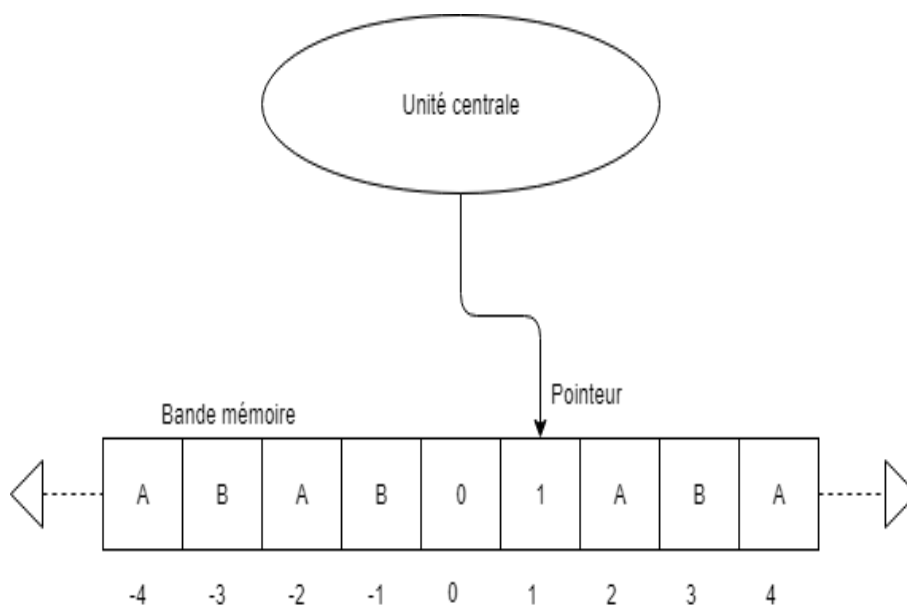 Unité centrale
Pointeur
Bande mémoire
A B A B 0 1 A B A
-4 -3 -2 -1 0 1 2 3 4